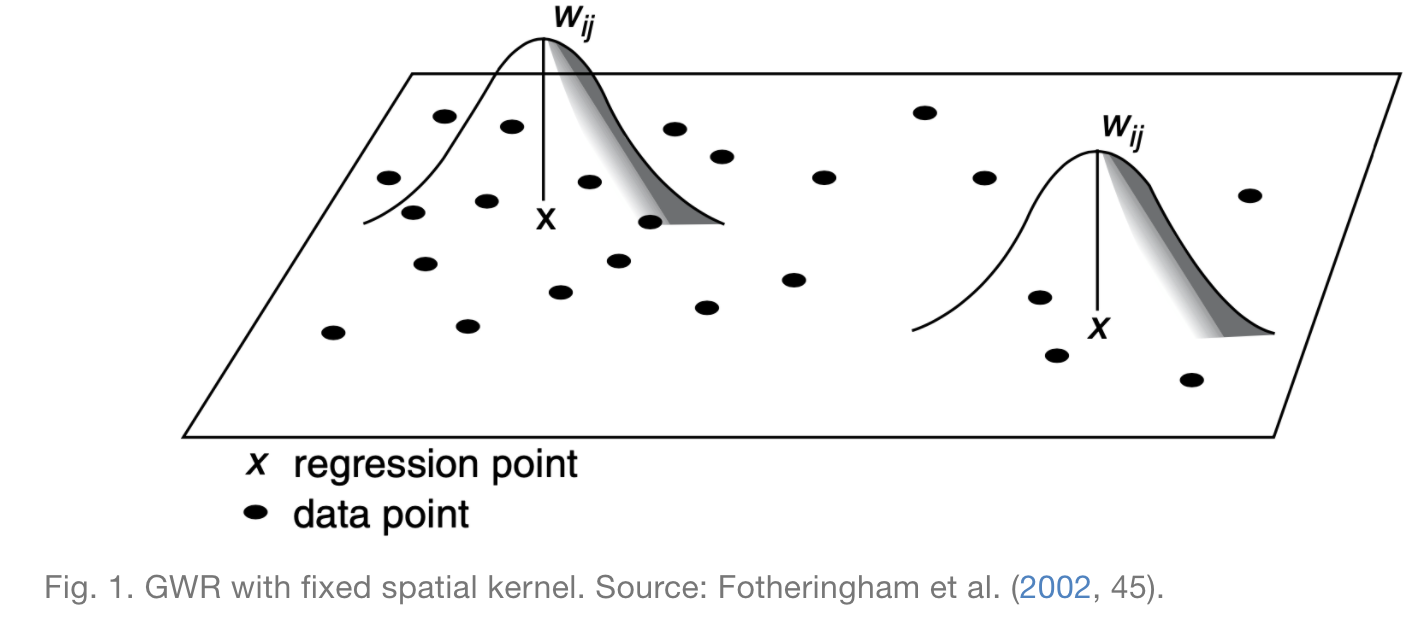 Wij
Wij
X
X
x regression point
data point
Fig. 1. GWR with fixed spatial kernel. Source: Fotheringham et al. (2002, 45).